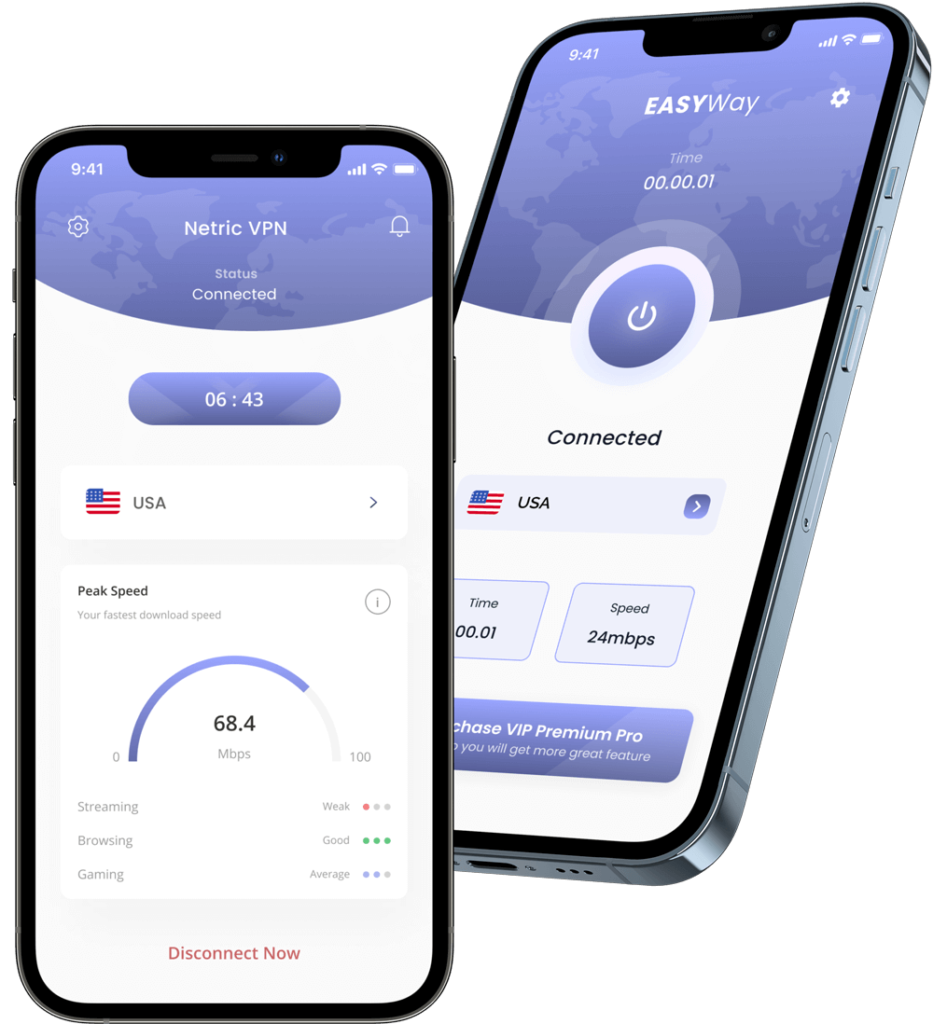 9:41
Netric VPN
Status
Connected
06 : 43
USA
Peak Speed
Your fastest download speed
i
68.4
Mbps
0
100
Streaming Weak
Browsing Good
Gaming Average
Disconnect Now
9:41
EASYWay
Time
00.00.01
Connected
USA
Time
00.01
Speed
24mbps
chase VIP Premium Pro
you will get more great feature